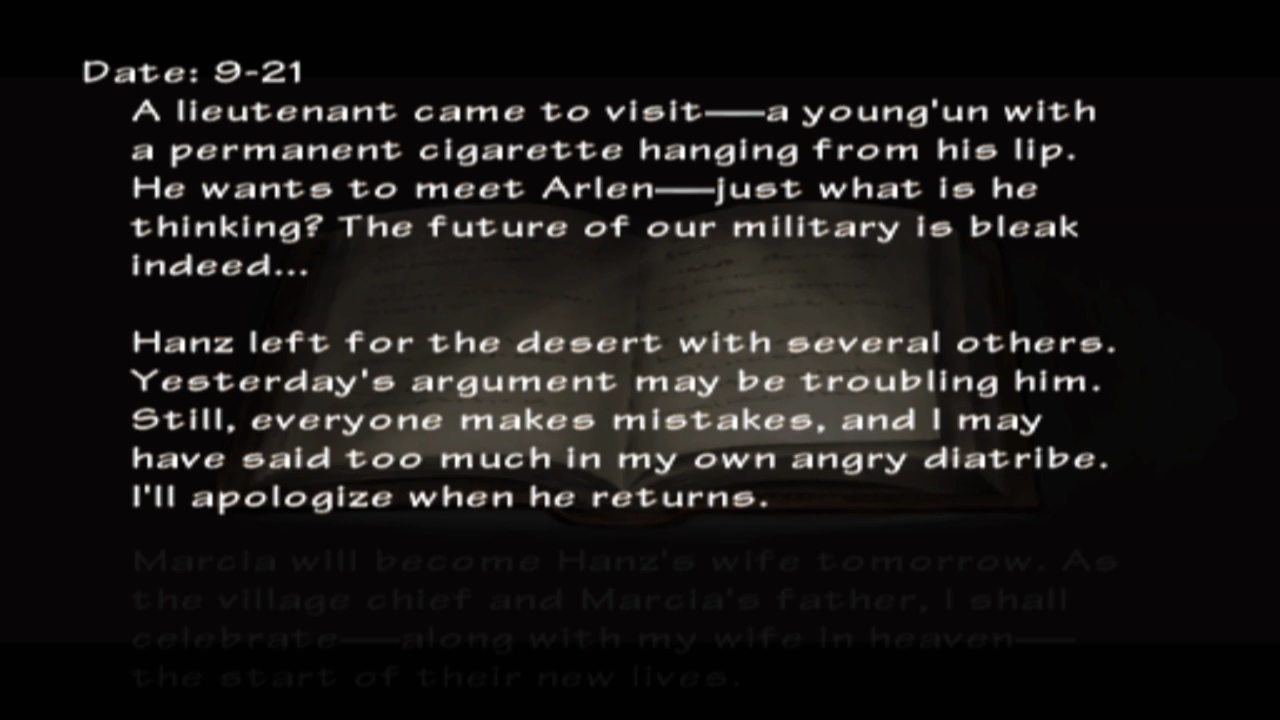 Date: 9-21
A lieutenant came to visit——a young'un with
a permanent cigarette hanging from his lip.
He wants to meet Arlen——just what is he
thinking? The future of our military is bleak
indeed...
Hanz left for the desert with several others.
Yesterday's argument may be troubling him.
Still, everyone makes mistakes, and I may
have said too much in my own angry diatribe.
I'll apologize when he returns.
Marcia will become Hanz's wife tomorrow. As
the village chief and Marcia's father, I shall
celebrate——along with my wife in heaven——
the start of their new lives.